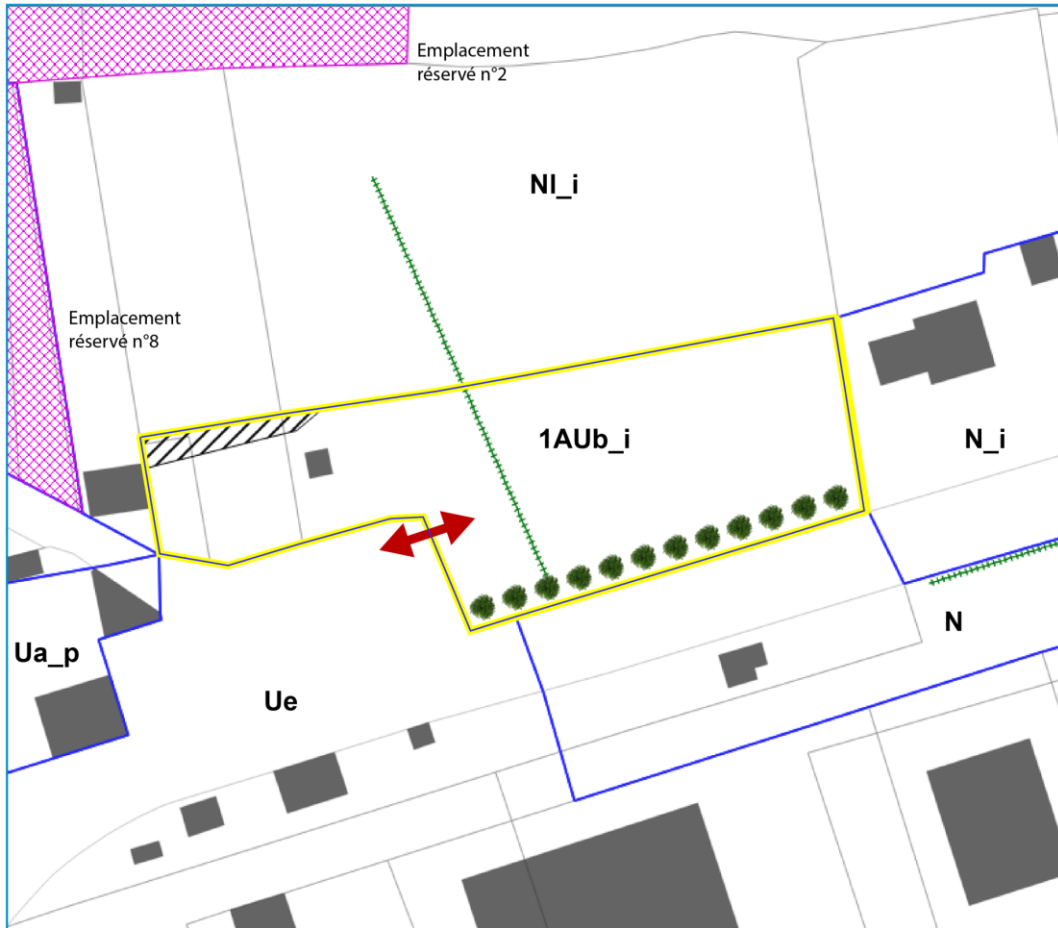 Emplacement
réservé n°2
Nl_i
Emplacement
réservé n°8
1AUb_i
N_i
N
Ua_p
Ue